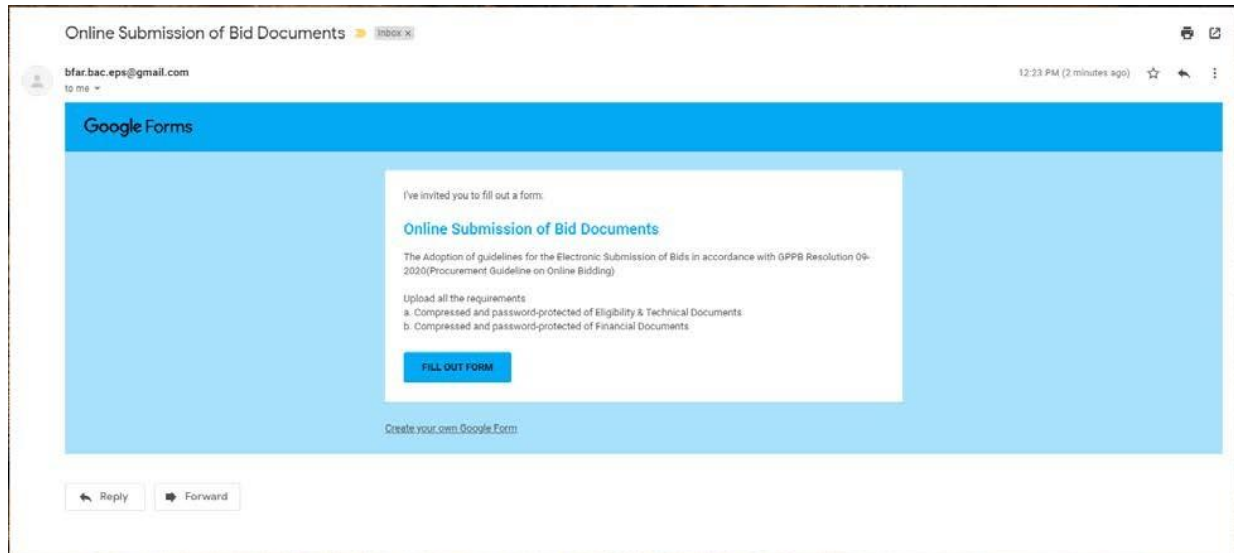 Online Submission of Bid Documents Inbox x
bfar.bac.eps@gmail.com 12:23 PM (2 minutes ago)
to me
Google Forms
I've invited you to fill out a form:
Online Submission of Bid Documents
The Adoption of guidelines for the Electronic Submission of Bids in accordance with GPPB Resolution 09-
2020(Procurement Guideline on Online Bidding)
Upload all the requirements
a. Compressed and password-protected of Eligibility & Technical Documents
b. Compressed and password-protected of Financial Documents
FILL OUT FORM
Create your own Google Form
Reply Forward